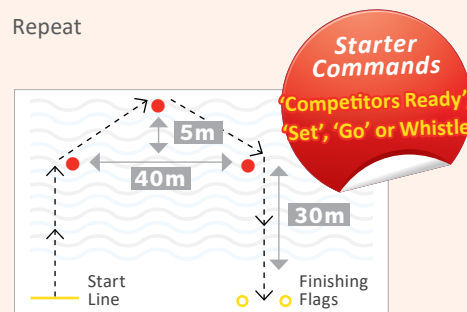 Repeat
Starter
Commands
'Competitors Ready'
'Set', 'Go' or Whistle
5m
40m
30m
Start
Line
Finishing
Flags